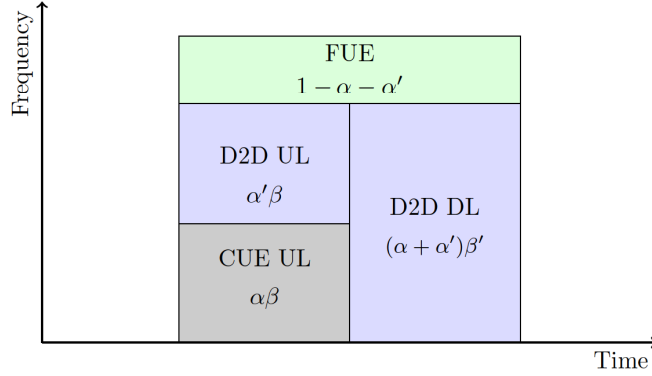 Frequency
FUE
1 − α − α′
D2D UL
α′β
D2D DL
(α + α′)β′
CUE UL
αβ
Time